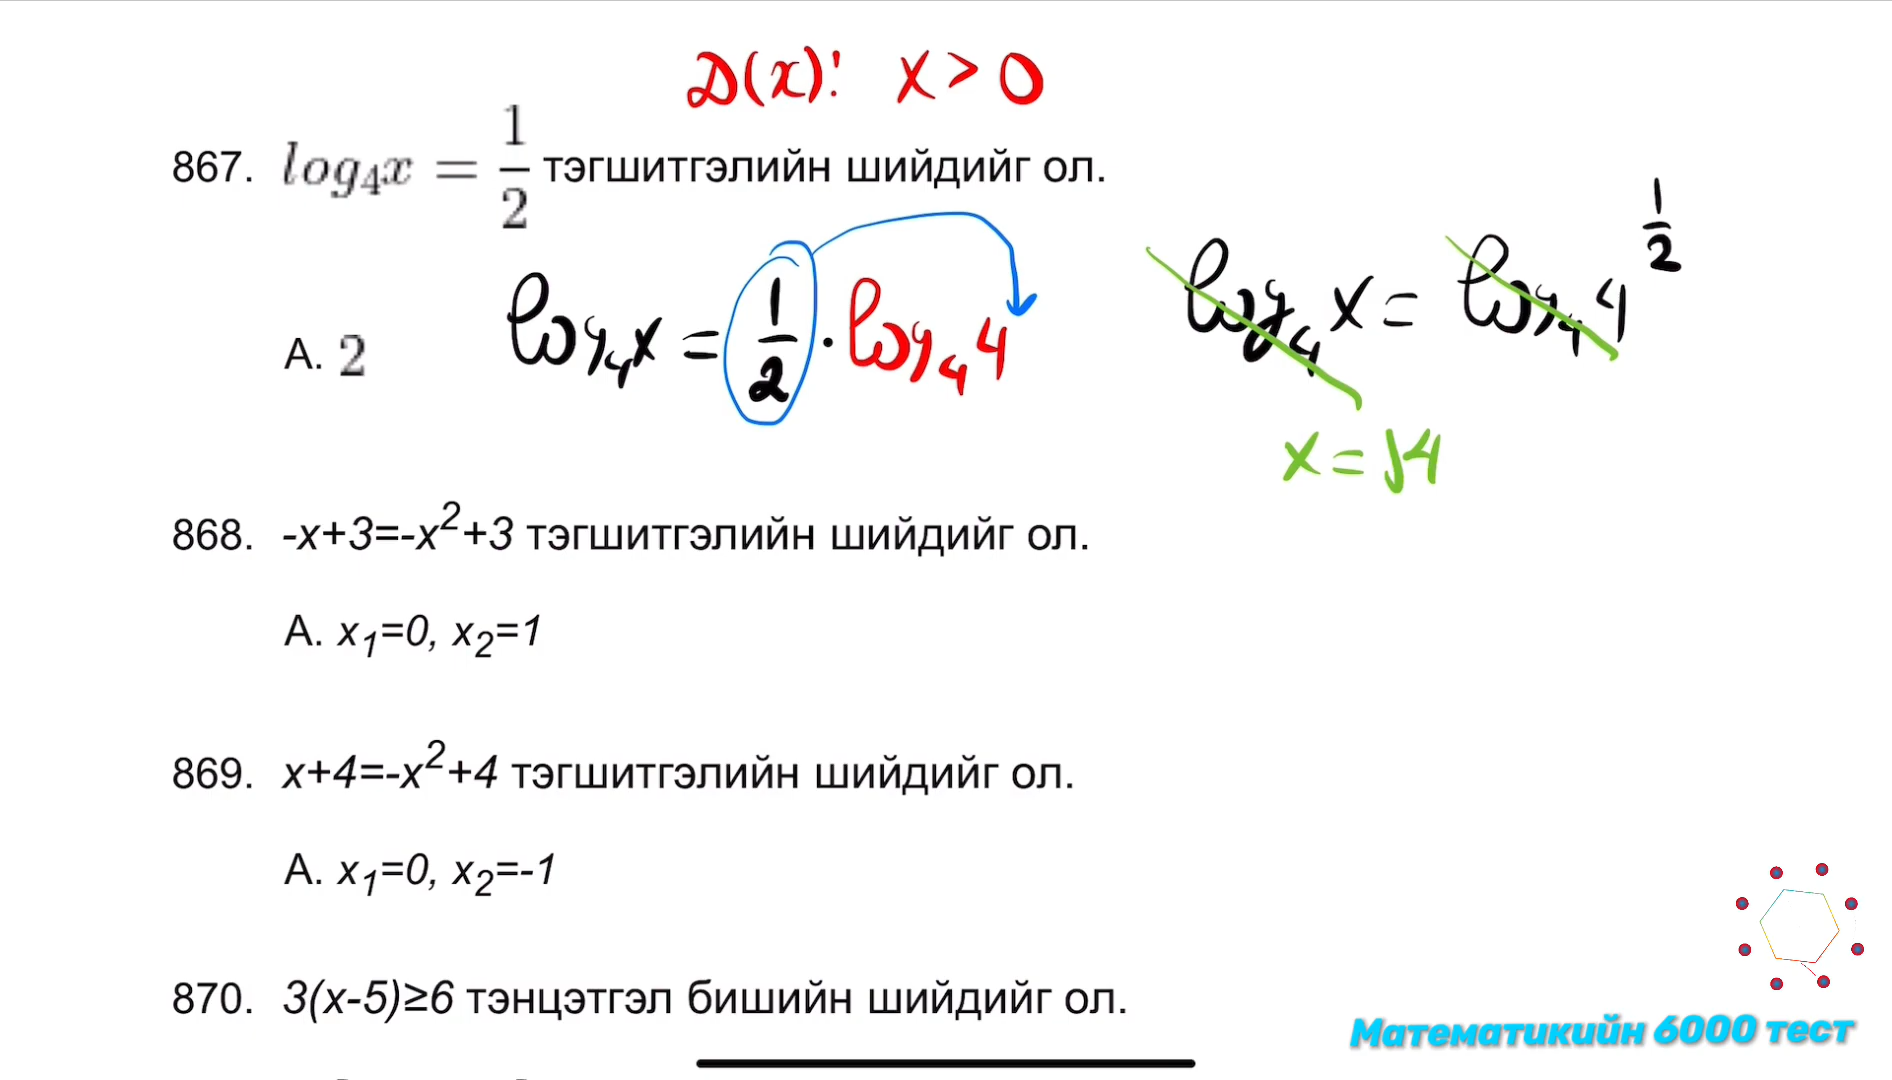 D(x): x > 0
867. log₄x = 1/2 тэгшитгэлийн шийдийг ол.
log₄x = 1/2 · log₄4
log₄x = log₄4^(1/2)
A. 2
x = √4
868. -x+3=-x²+3 тэгшитгэлийн шийдийг ол.
A. x₁=0, x₂=1
869. x+4=-x²+4 тэгшитгэлийн шийдийг ол.
A. x₁=0, x₂=-1
870. 3(x-5)≥6 тэнцэтгэл бишийн шийдийг ол.
Математикийн 6000 тест